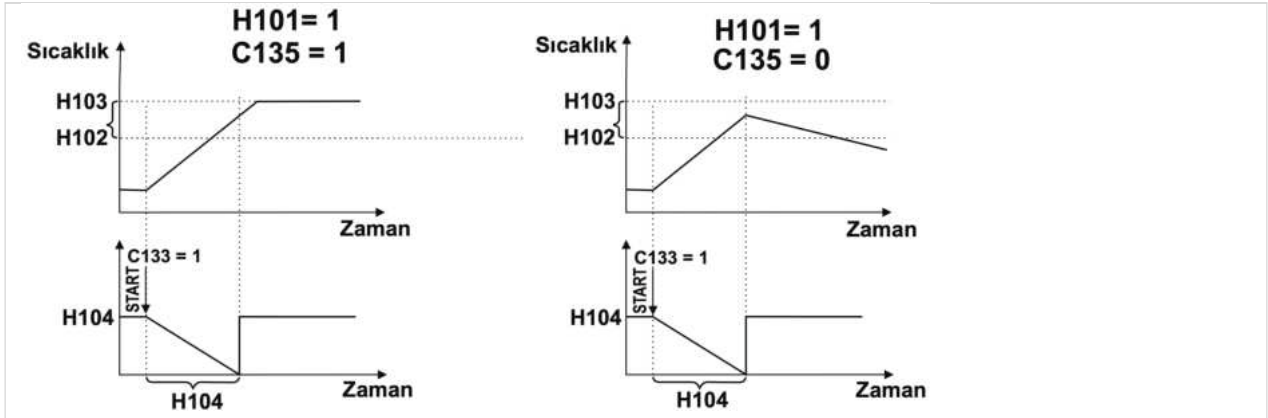 H101= 1
C135 = 1
Sıcaklık
H103
H102
Zaman
C133 = 1
START
H104
Zaman
H104
H101= 1
C135 = 0
Sıcaklık
H103
H102
Zaman
C133 = 1
START
H104
Zaman
H104